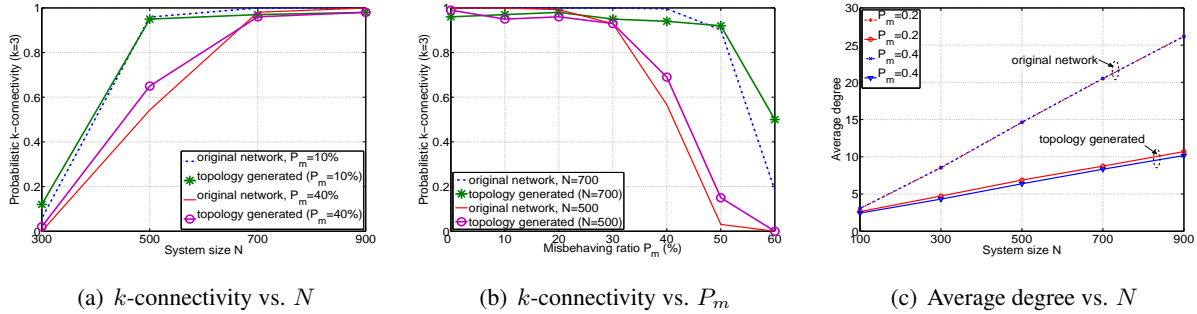 Probabilistic k−connectivity (k=3)
1
0.8
0.6
0.4
0.2
0
300
500
700
900
System size N
original network, P_m=10%
topology generated (P_m=10%)
original network, P_m=40%
topology generated (P_m=40%)
(a) k-connectivity vs. N
Probabilistic k−connectivity (k=3)
1
0.8
0.6
0.4
0.2
0
0
10
20
30
40
50
60
Misbehaving ratio P_m (%)
original network, N=700
topology generated (N=700)
original network, N=500
topology generated (N=500)
(b) k-connectivity vs. P_m
Average degree
30
25
20
15
10
5
0
100
300
500
700
900
System size N
P_m=0.2
P_m=0.2
P_m=0.4
P_m=0.4
original network
topology generated
(c) Average degree vs. N